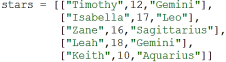 stars = [["Timothy",12,"Gemini"],
["Isabella",17,"Leo"],
["Zane",16,"Sagittarius"],
["Leah",18,"Gemini"],
["Keith",10,"Aquarius"]]